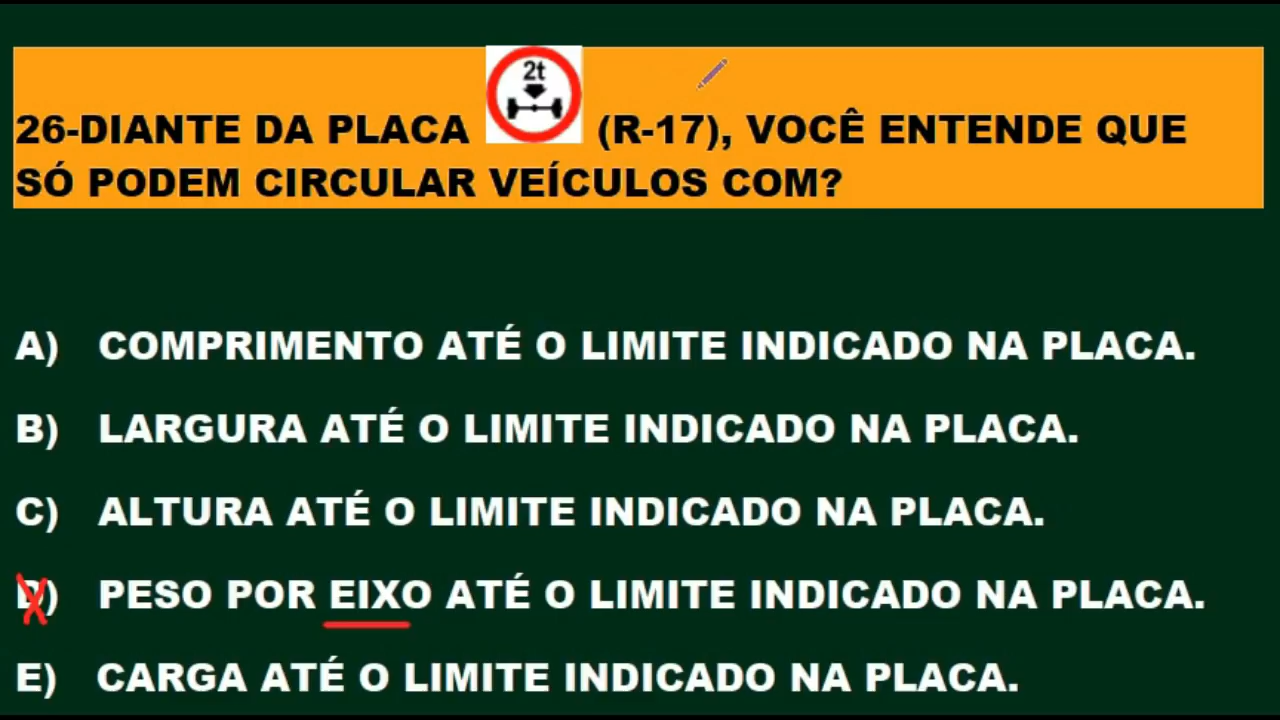 2t
26-DIANTE DA PLACA (R-17), VOCÊ ENTENDE QUE
SÓ PODEM CIRCULAR VEÍCULOS COM?
A) COMPRIMENTO ATÉ O LIMITE INDICADO NA PLACA.
B) LARGURA ATÉ O LIMITE INDICADO NA PLACA.
C) ALTURA ATÉ O LIMITE INDICADO NA PLACA.
D) PESO POR EIXO ATÉ O LIMITE INDICADO NA PLACA.
E) CARGA ATÉ O LIMITE INDICADO NA PLACA.